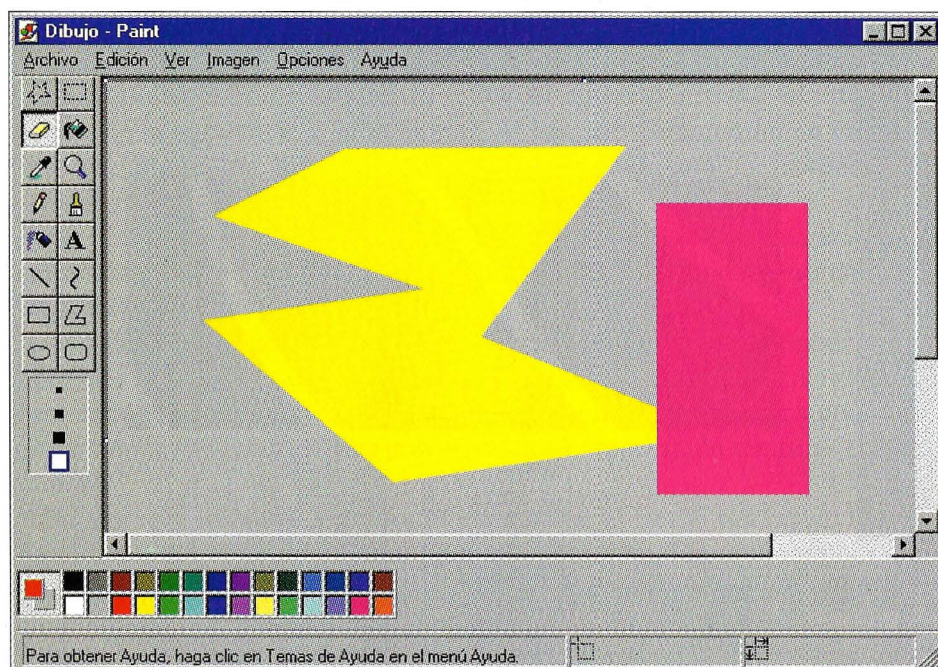 Dibujo - Paint
Archivo Edición Ver Imagen Opciones Ayuda
A
Para obtener Ayuda, haga clic en Temas de Ayuda en el menú Ayuda.